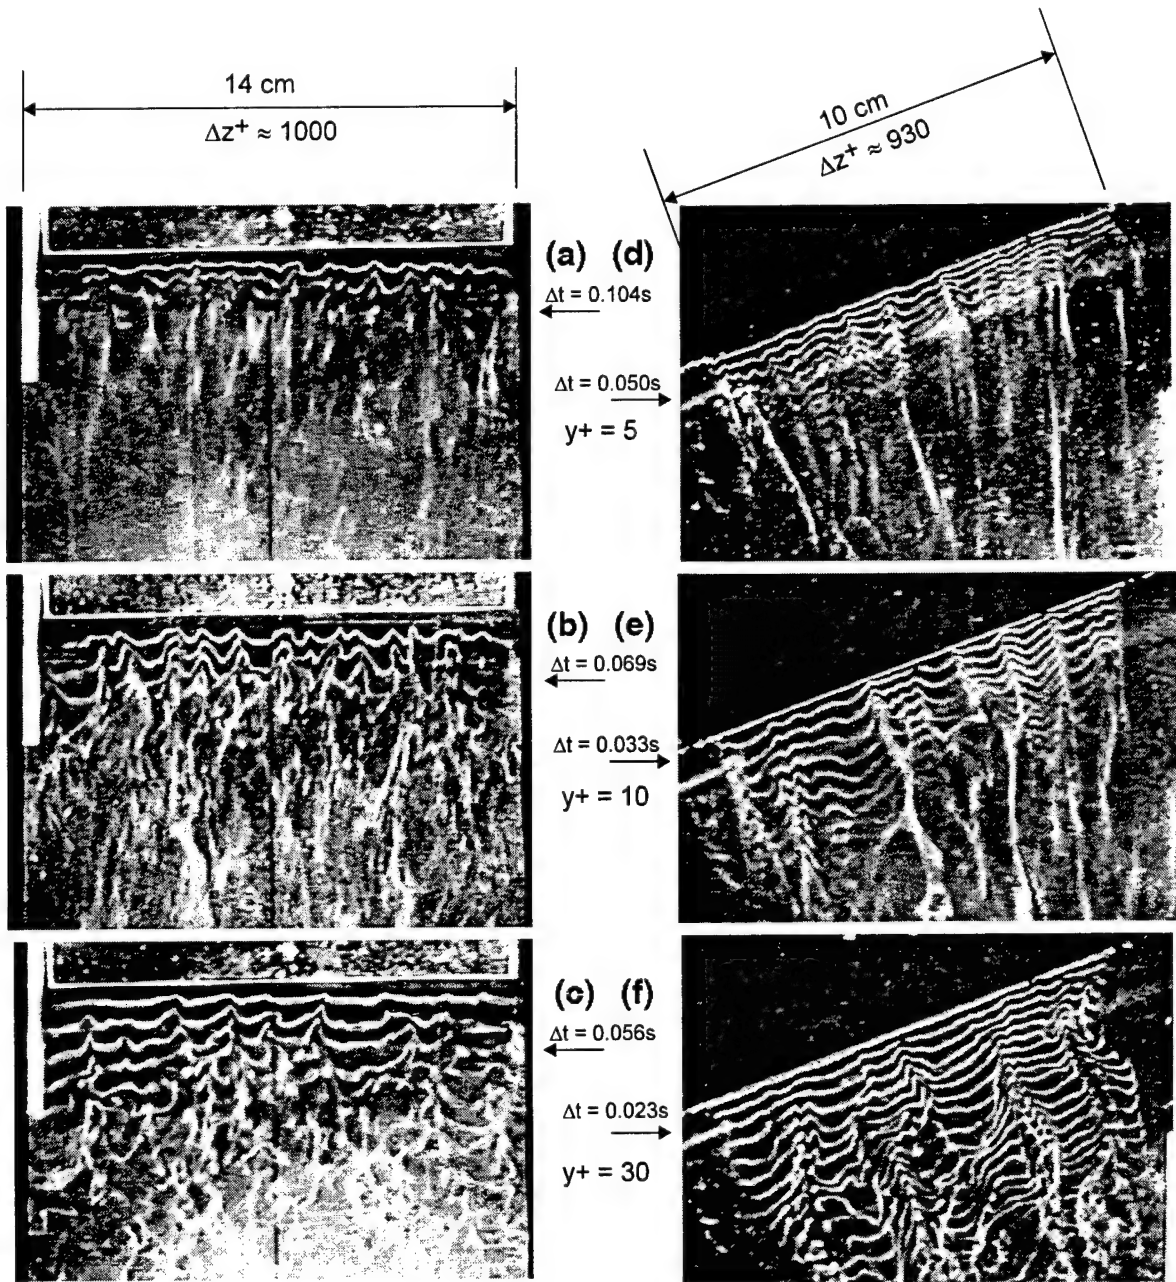 14 cm
Δz+ ≈ 1000
10 cm
Δz+ ≈ 930
(a) (d)
Δt = 0.104s
Δt = 0.050s
y+ = 5
(b) (e)
Δt = 0.069s
Δt = 0.033s
y+ = 10
(c) (f)
Δt = 0.056s
Δt = 0.023s
y+ = 30